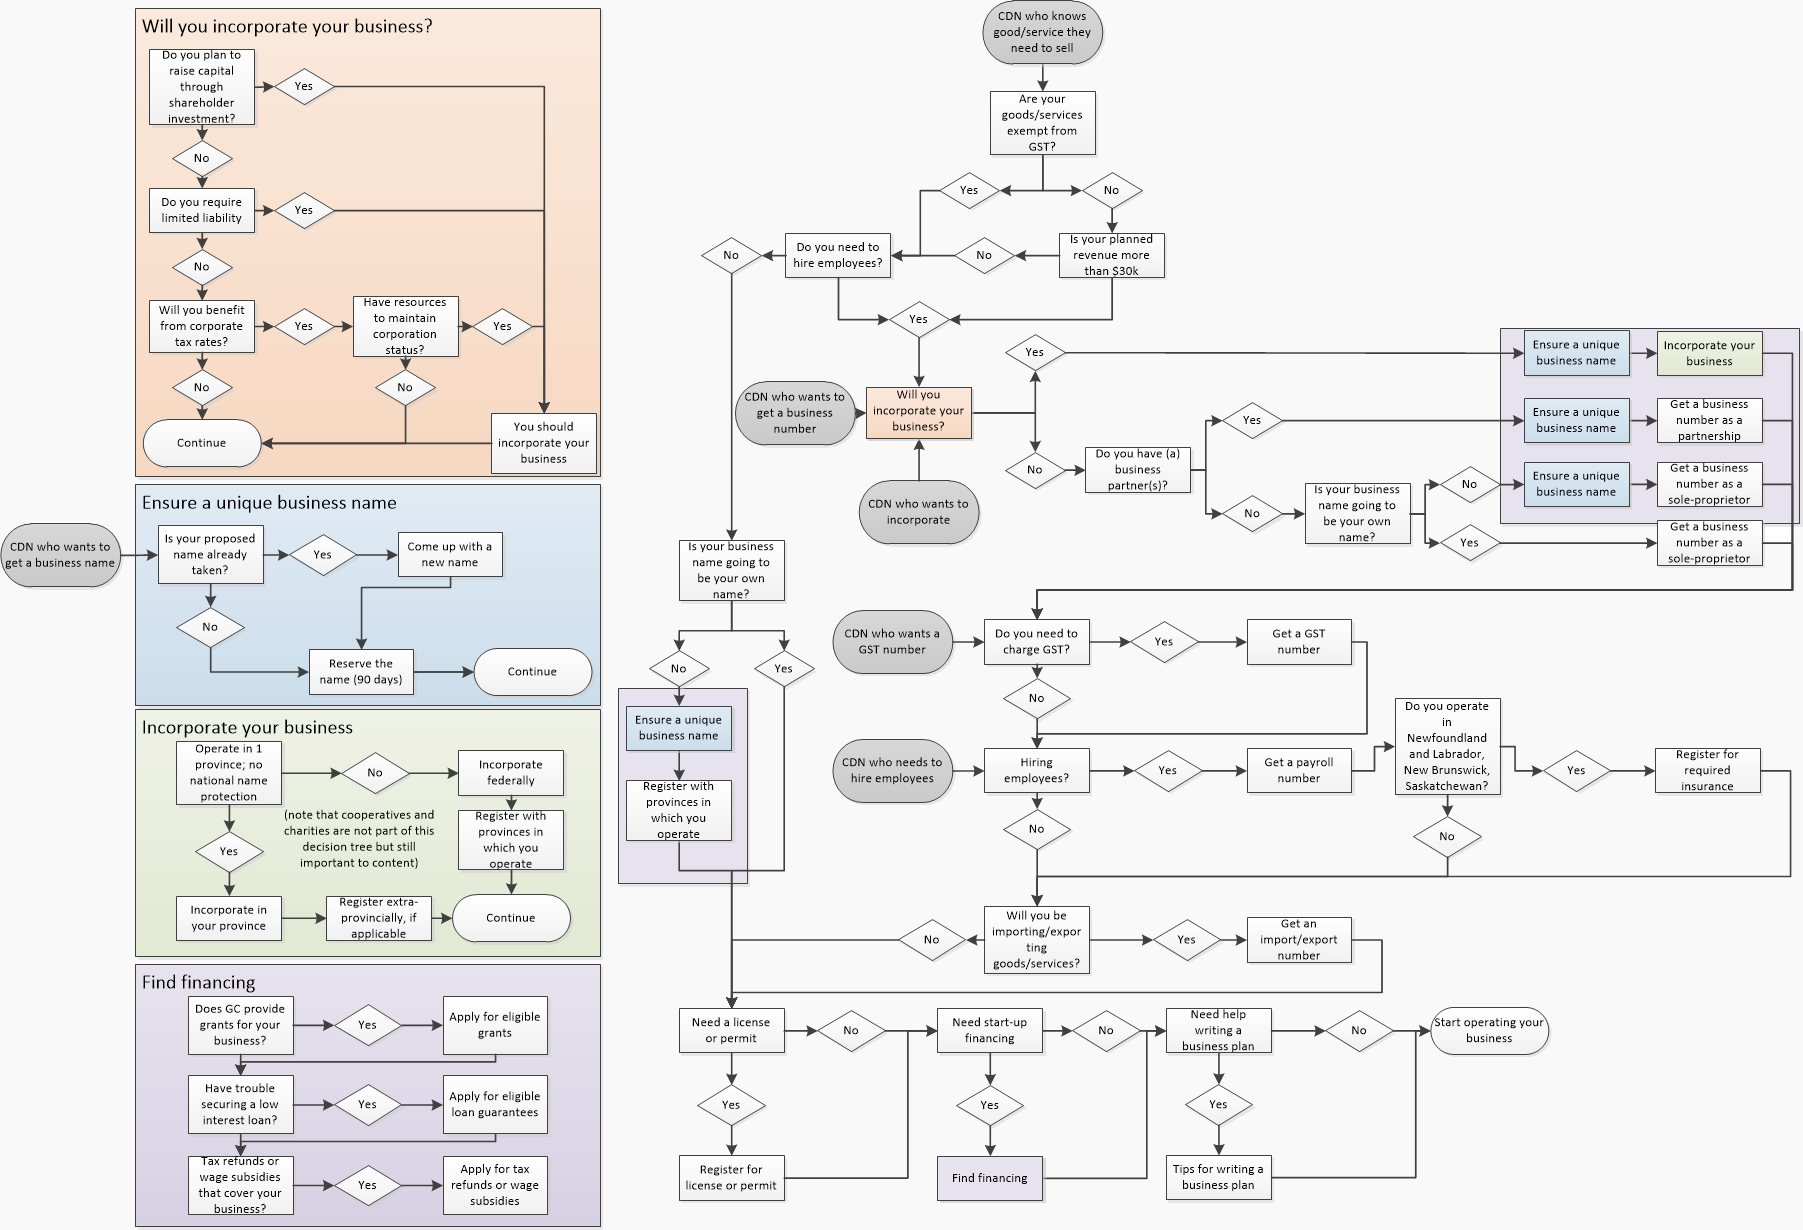 Will you incorporate your business?
Do you plan to
raise capital
through
shareholder
investment?
Yes
No
Do you require
limited liability
Yes
No
Will you benefit
from corporate
tax rates?
Yes
Have resources
to maintain
corporation
status?
Yes
No
No
Continue
You should
incorporate your
business
Ensure a unique business name
CDN who wants to
get a business name
Is your proposed
name already
taken?
Yes
Come up with a
new name
No
Reserve the
name (90 days)
Continue
Incorporate your business
Operate in 1
province; no
national name
protection
No
Incorporate
federally
(note that cooperatives and
charities are not part of this
decision tree but still
important to content)
Register with
provinces in
which you
operate
Yes
Incorporate in
your province
Register extra-
provincially, if
applicable
Continue
Find financing
Does GC provide
grants for your
business?
Yes
Apply for eligible
grants
Have trouble
securing a low
interest loan?
Yes
Apply for eligible
loan guarantees
Tax refunds or
wage subsidies
that cover your
business?
Yes
Apply for tax
refunds or wage
subsidies
CDN who knows
good/service they
need to sell
Are your
goods/services
exempt from
GST?
Yes
No
No
Do you need to
hire employees?
No
Is your planned
revenue more
than $30k
Yes
Yes
Ensure a unique
business name
Incorporate your
business
CDN who wants to
get a business
number
Will you
incorporate your
business?
Yes
Ensure a unique
business name
Get a business
number as a
partnership
No
Do you have (a)
business
partner(s)?
CDN who wants to
incorporate
No
Is your business
name going to
be your own
name?
No
Ensure a unique
business name
Get a business
number as a
sole-proprietor
Yes
Get a business
number as a
sole-proprietor
Is your business
name going to
be your own
name?
No
Yes
Ensure a unique
business name
Register with
provinces in
which you
operate
CDN who wants a
GST number
Do you need to
charge GST?
Yes
Get a GST
number
No
CDN who needs to
hire employees
Hiring
employees?
Yes
Get a payroll
number
Do you operate
in
Newfoundland
and Labrador,
New Brunswick,
Saskatchewan?
Yes
Register for
required
insurance
No
No
No
Will you be
importing/expor
ting
goods/services?
Yes
Get an
import/export
number
Need a license
or permit
No
Need start-up
financing
No
Need help
writing a
business plan
No
Start operating your
business
Yes
Yes
Yes
Register for
license or permit
Find financing
Tips for writing a
business plan